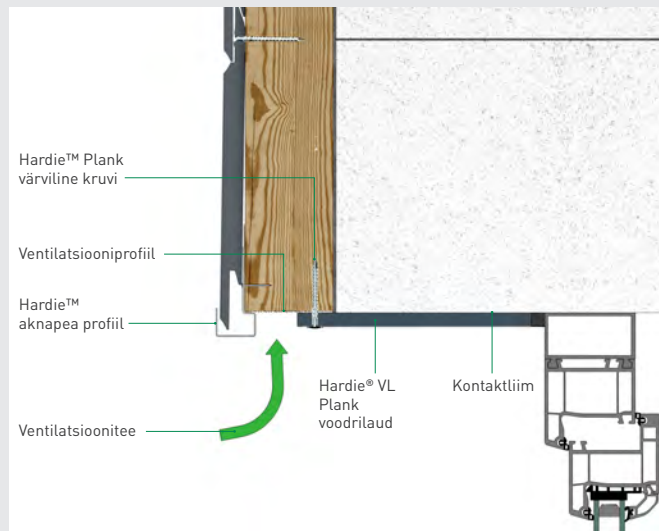 Hardie™ Plank
värviline kruvi
Ventilatsiooniprofiil
Hardie™
aknapea profiil
Ventilatsioonitee
Hardie® VL
Plank
voodrilaud
Kontaktliim